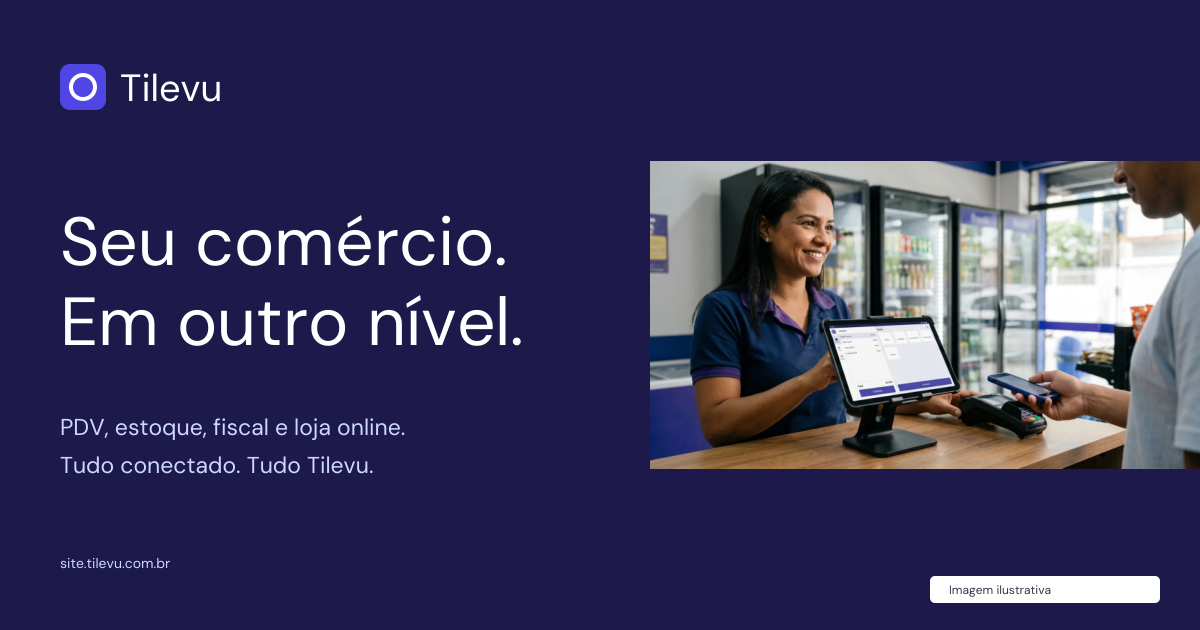 Tilevu
Seu comércio.
Em outro nível.
PDV, estoque, fiscal e loja online.
Tudo conectado. Tudo Tilevu.
site.tilevu.com.br
Imagem ilustrativa